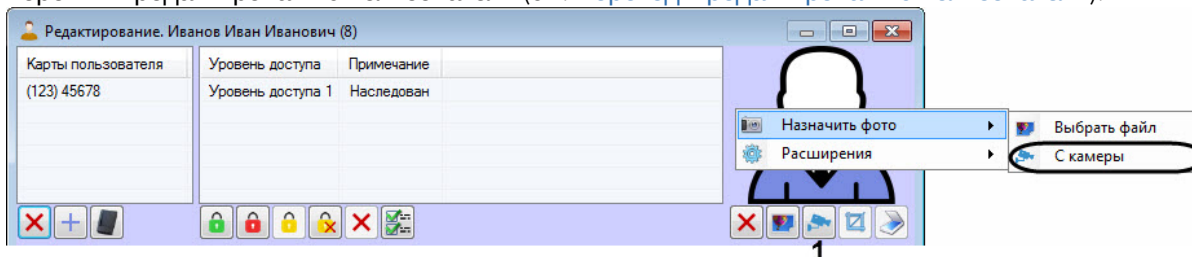 Редактирование. Иванов Иван Иванович (8)
Карты пользователя
(123) 45678
Уровень доступа Примечание
Уровень доступа 1 Наследован
Назначить фото
Расширения
Выбрать файл
С камеры
1